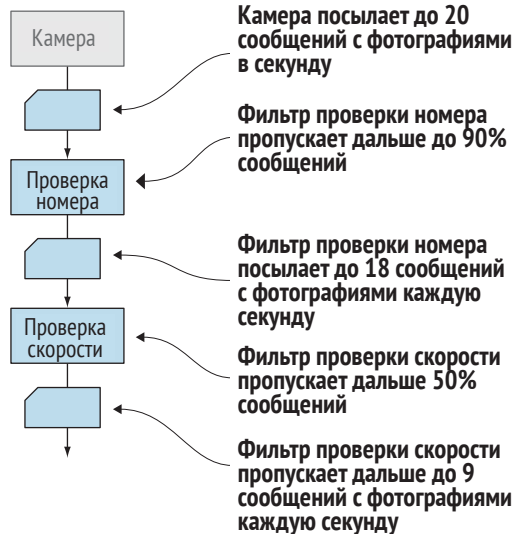 Камера
Камера посылает до 20
сообщений с фотографиями
в секунду
Фильтр проверки номера
пропускает дальше до 90%
сообщений
Проверка
номера
Фильтр проверки номера
посылает до 18 сообщений
с фотографиями каждую
секунду
Проверка
скорости
Фильтр проверки скорости
пропускает дальше 50%
сообщений
Фильтр проверки скорости
пропускает дальше до 9
сообщений с фотографиями
каждую секунду